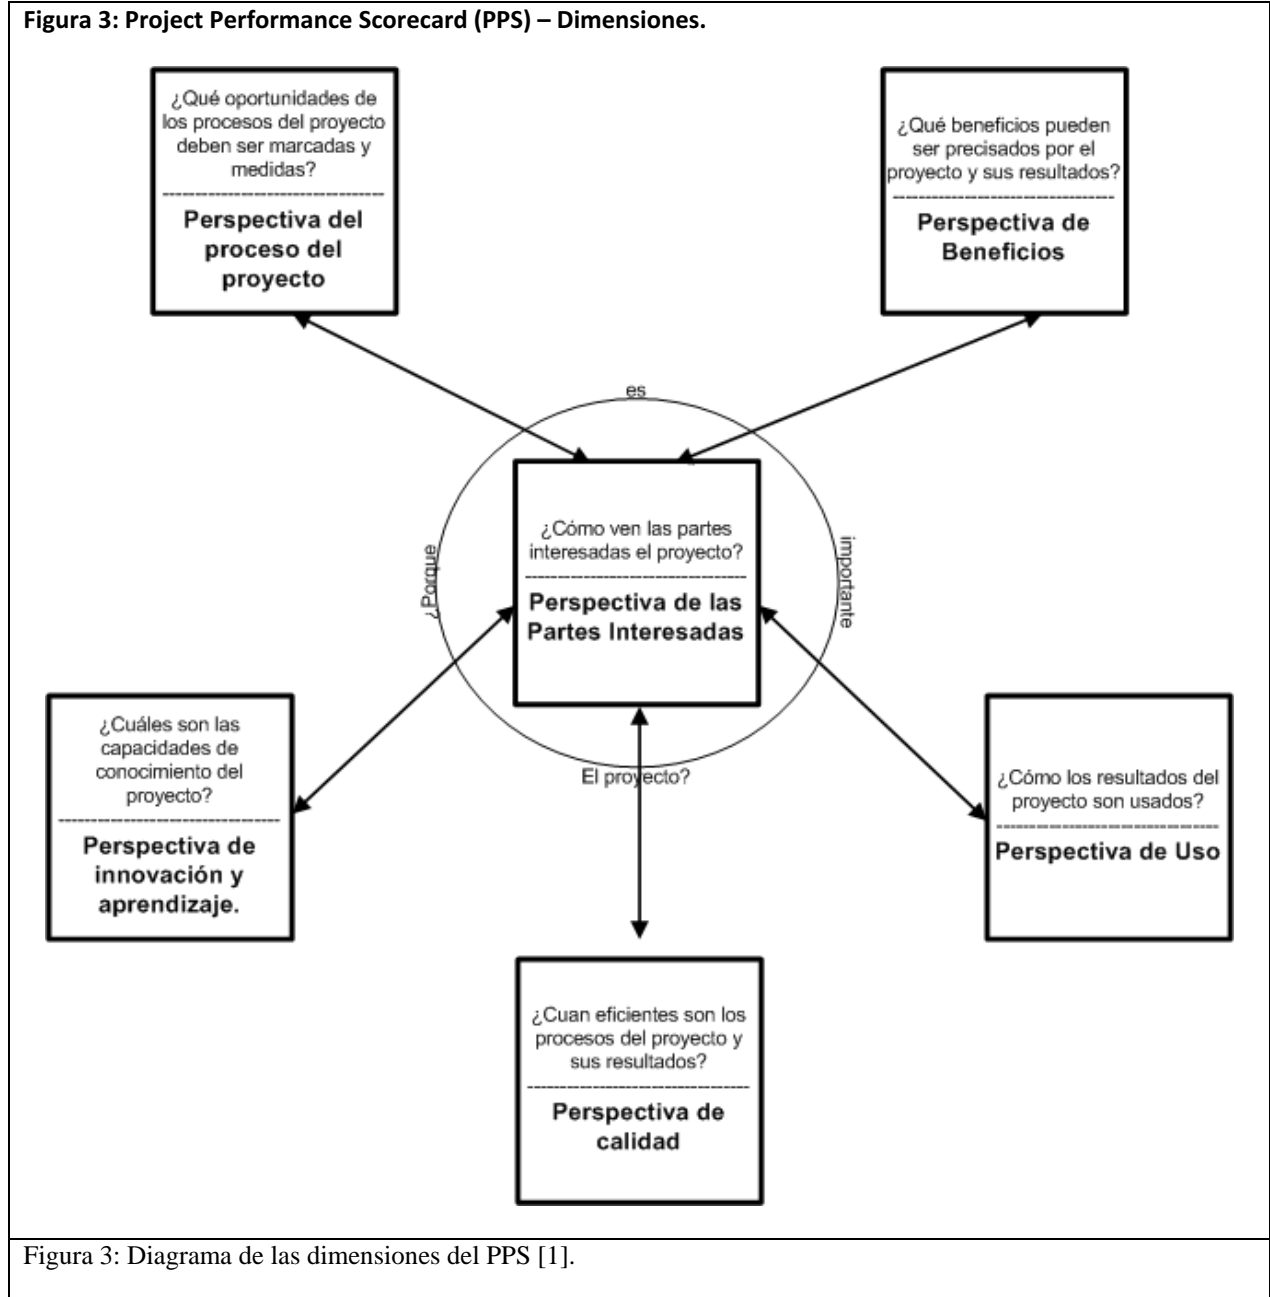 Figura 3: Project Performance Scorecard (PPS) – Dimensiones.
¿Qué oportunidades de
los procesos del proyecto
deben ser marcadas y
medidas?
Perspectiva del
proceso del
proyecto
¿Qué beneficios pueden
ser precisados por el
proyecto y sus resultados?
Perspectiva de
Beneficios
¿Porque
es
importante
El proyecto?
¿Cómo ven las partes
interesadas el proyecto?
Perspectiva de las
Partes Interesadas
¿Cuáles son las
capacidades de
conocimiento del
proyecto?
Perspectiva de
innovación y
aprendizaje.
¿Cómo los resultados del
proyecto son usados?
Perspectiva de Uso
¿Cuan eficientes son los
procesos del proyecto y
sus resultados?
Perspectiva de
calidad
Figura 3: Diagrama de las dimensiones del PPS [1].